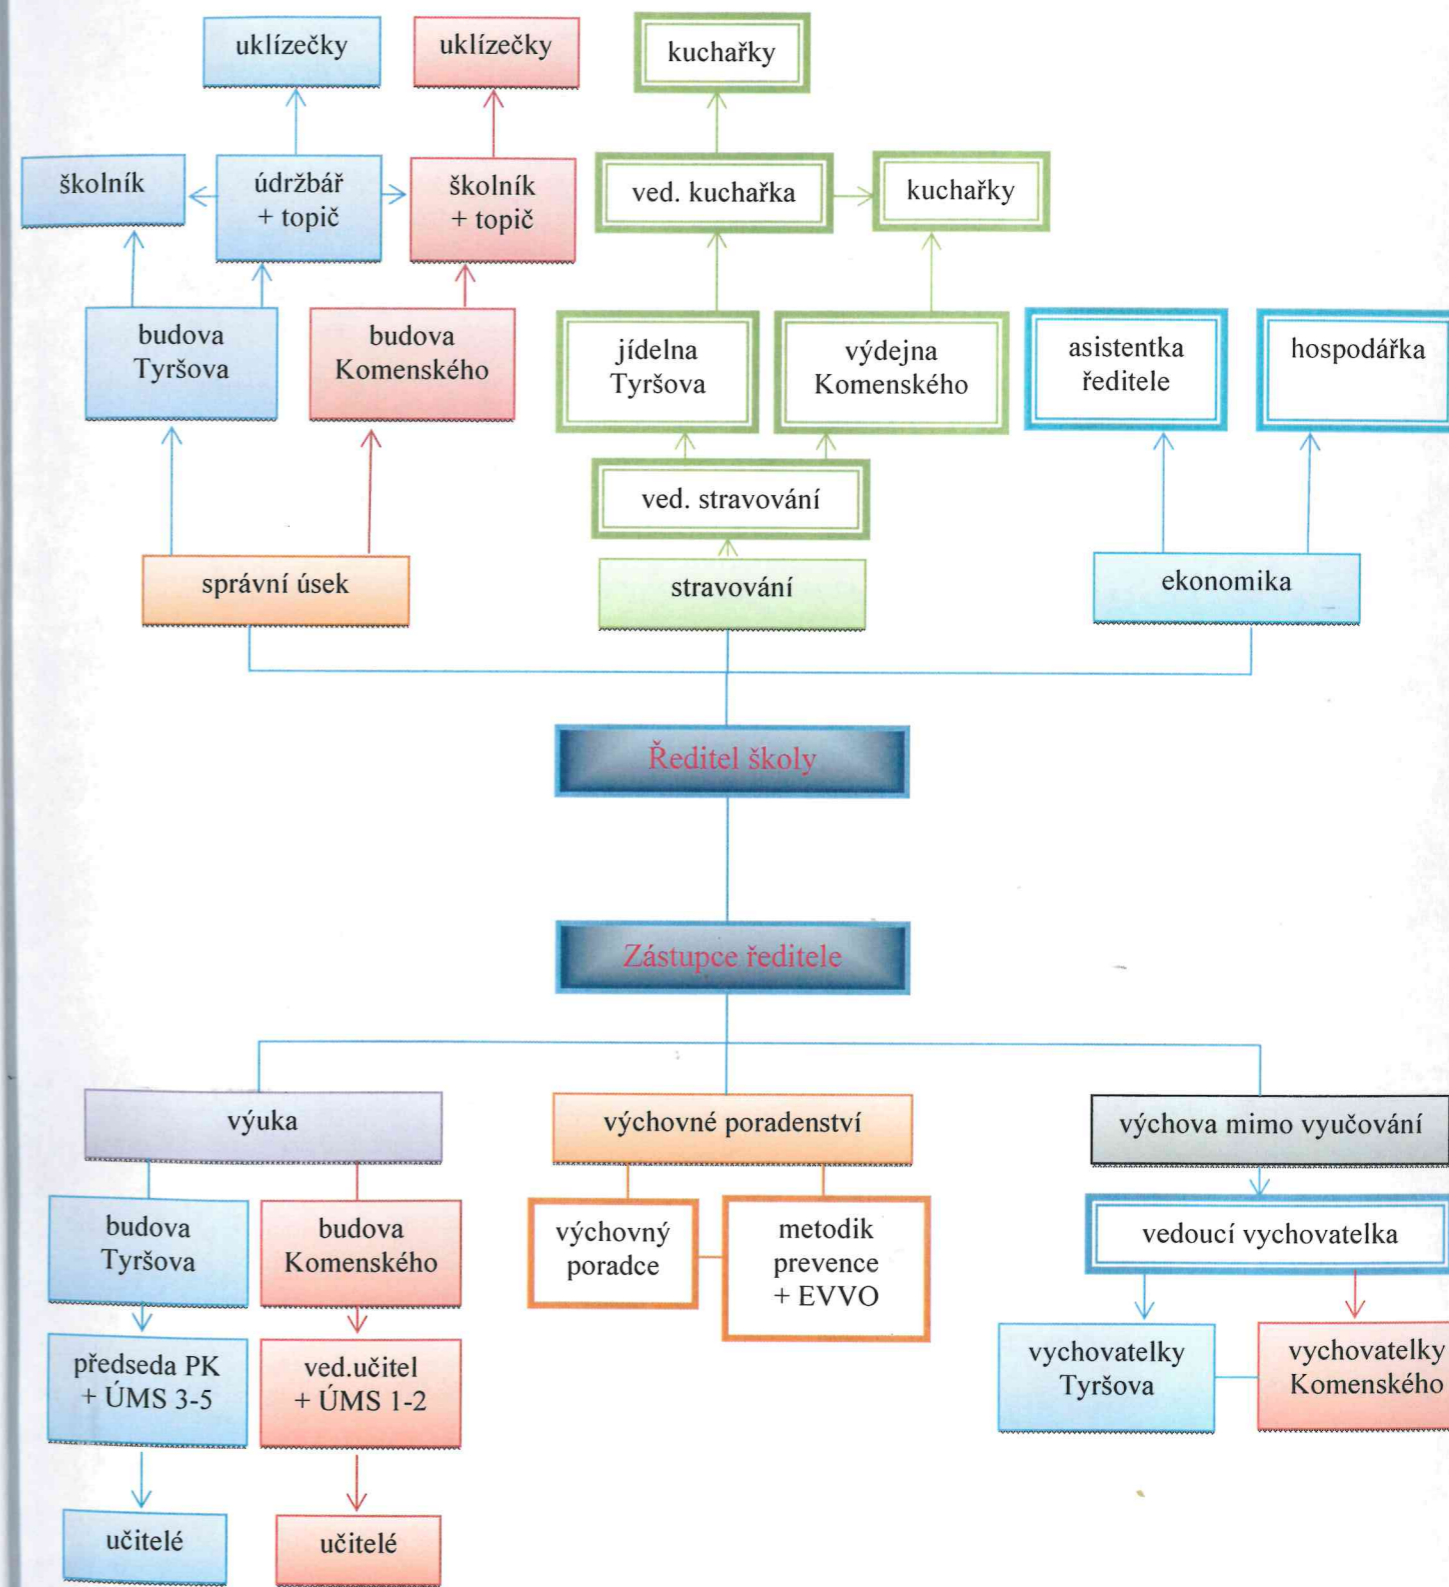 uklízečky
uklízečky
kuchařky
školník
údržbář
+ topič
školník
+ topič
ved. kuchařka
kuchařky
budova
Tyršova
budova
Komenského
jídelna
Tyršova
výdejna
Komenského
asistentka
ředitele
hospodářka
ved. stravování
správní úsek
stravování
ekonomika
Ředitel školy
Zástupce ředitele
výuka
výchovné poradenství
výchova mimo vyučování
budova
Tyršova
budova
Komenského
výchovný
poradce
metodik
prevence
+ EVVO
vedoucí vychovatelka
předseda PK
+ ÚMS 3-5
ved.učitel
+ ÚMS 1-2
vychovatelky
Tyršova
vychovatelky
Komenského
učitelé
učitelé